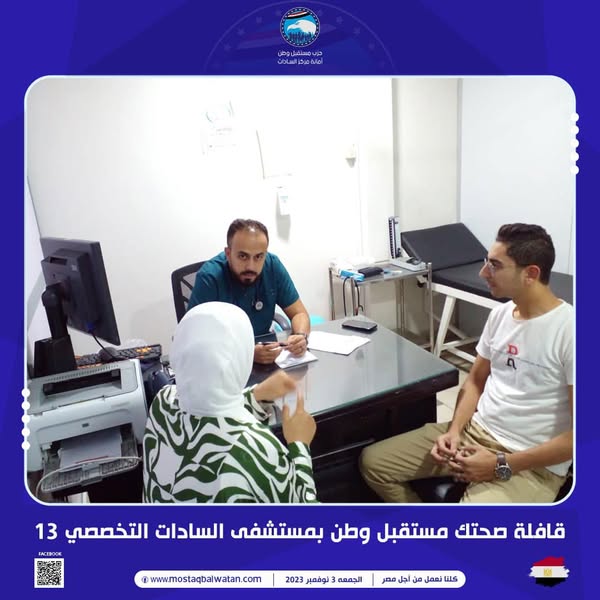 حزب مستقبل وطن
أمانة مركز السادات
قافلة صحتك مستقبل وطن بمستشفى السادات التخصصي 13
FACEBOOK
www.mostaqbalwatan.com
الجمعه 3 نوفمبر 2023
كلنا نعمل من أجل مصر